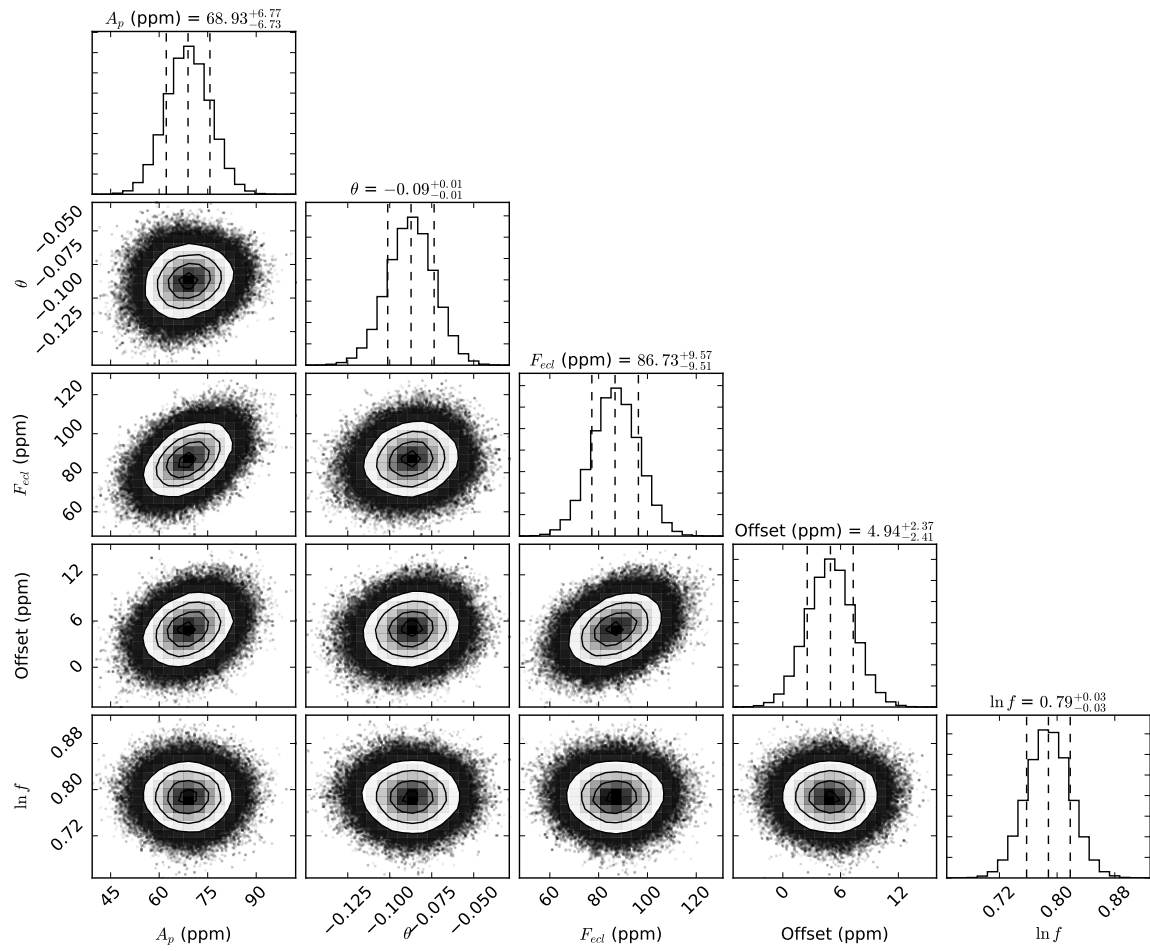 A_p (ppm) = 68.93^{+6.77}_{-6.73}
θ = −0.09^{+0.01}_{-0.01}
−0.050
−0.075
−0.100
−0.125
θ
F_{ecl} (ppm) = 86.73^{+9.57}_{-9.51}
120
100
80
60
F_{ecl} (ppm)
Offset (ppm) = 4.94^{+2.37}_{-2.41}
12
6
0
Offset (ppm)
ln f = 0.79^{+0.03}_{-0.03}
0.88
0.80
0.72
ln f
45 60 75 90
−0.125 −0.100 −0.075 −0.050
60 80 100 120
0 6 12
0.72 0.80 0.88
A_p (ppm)
θ
F_{ecl} (ppm)
Offset (ppm)
ln f